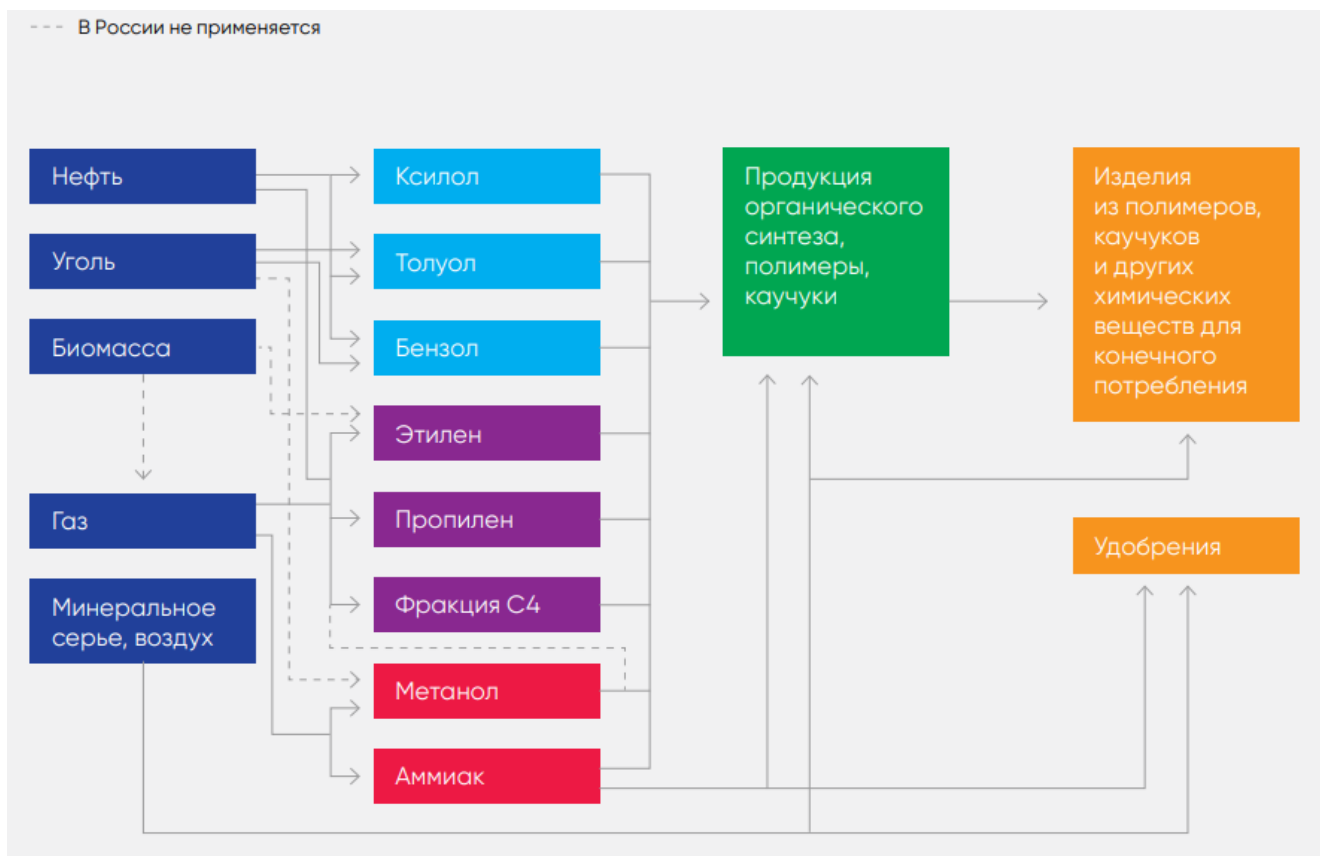 --- В России не применяется
Нефть
Уголь
Биомасса
Газ
Минеральное
серье, воздух
Ксилол
Толуол
Бензол
Этилен
Пропилен
Фракция С4
Метанол
Аммиак
Продукция
органического
синтеза,
полимеры,
каучуки
Изделия
из полимеров,
каучуков
и других
химических
веществ для
конечного
потребления
Удобрения